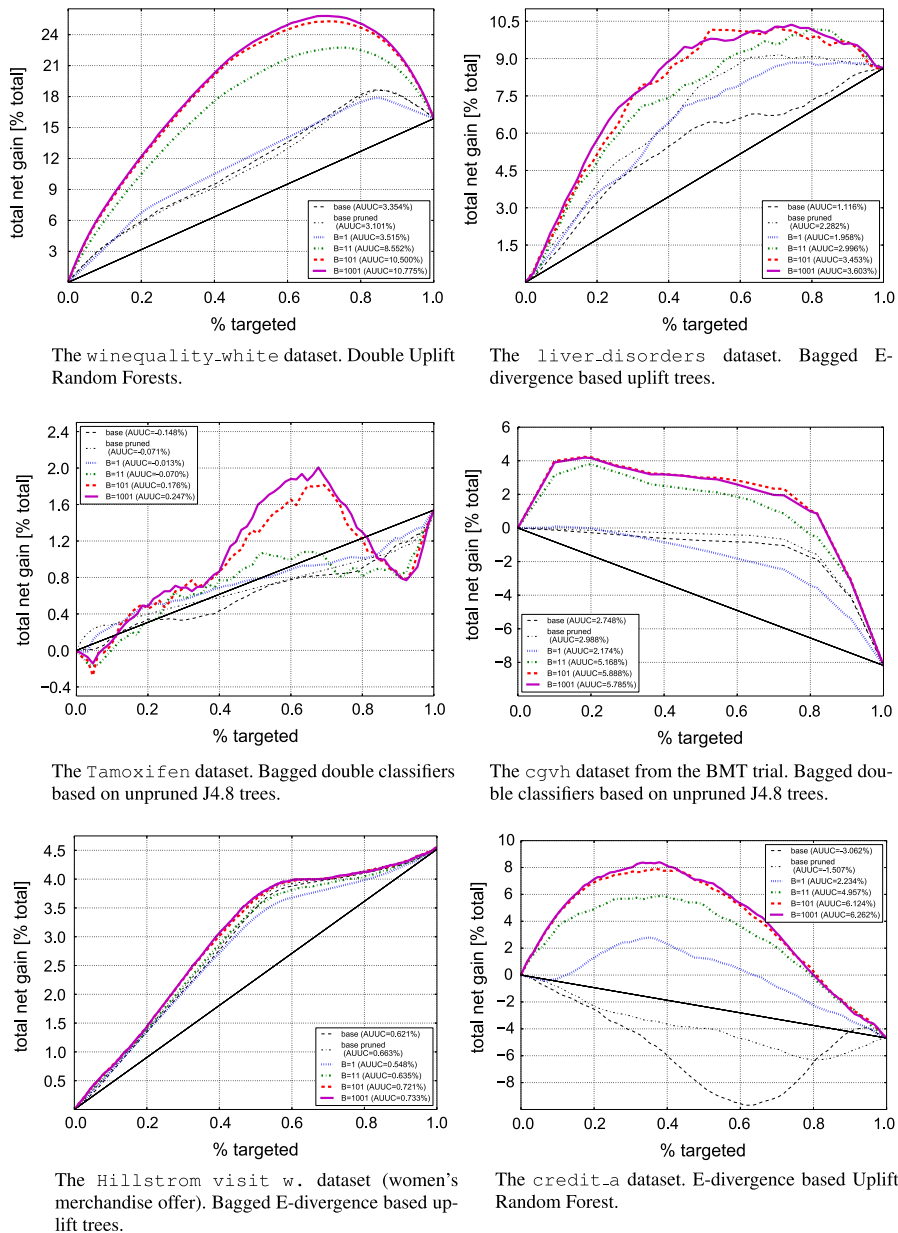 total net gain [% total]
24
21
18
15
12
9
6
3
base (AUUC=3.354%)
base pruned
(AUUC=3.101%)
B=1 (AUUC=3.515%)
B=11 (AUUC=8.552%)
B=101 (AUUC=10.500%)
B=1001 (AUUC=10.775%)
0.0 0.2 0.4 0.6 0.8 1.0
% targeted
The winequality_white dataset. Double Uplift
Random Forests.
total net gain [% total]
10.5
9.0
7.5
6.0
4.5
3.0
1.5
base (AUUC=1.116%)
base pruned
(AUUC=2.282%)
B=1 (AUUC=1.958%)
B=11 (AUUC=2.996%)
B=101 (AUUC=3.453%)
B=1001 (AUUC=3.603%)
0.0 0.2 0.4 0.6 0.8 1.0
% targeted
The liver_disorders dataset. Bagged E-
divergence based uplift trees.
total net gain [% total]
2.4
2.0
1.6
1.2
0.8
0.4
0.0
−0.4
base (AUUC=-0.148%)
base pruned
(AUUC=-0.071%)
B=1 (AUUC=-0.013%)
B=11 (AUUC=-0.070%)
B=101 (AUUC=0.176%)
B=1001 (AUUC=0.247%)
0.0 0.2 0.4 0.6 0.8 1.0
% targeted
The Tamoxifen dataset. Bagged double classifiers
based on unpruned J4.8 trees.
total net gain [% total]
6
4
2
0
−2
−4
−6
−8
base (AUUC=2.748%)
base pruned
(AUUC=2.988%)
B=1 (AUUC=2.174%)
B=11 (AUUC=5.168%)
B=101 (AUUC=5.888%)
B=1001 (AUUC=5.785%)
0.0 0.2 0.4 0.6 0.8 1.0
% targeted
The cgvh dataset from the BMT trial. Bagged dou-
ble classifiers based on unpruned J4.8 trees.
total net gain [% total]
4.5
4.0
3.5
3.0
2.5
2.0
1.5
1.0
0.5
base (AUUC=0.621%)
base pruned
(AUUC=0.663%)
B=1 (AUUC=0.548%)
B=11 (AUUC=0.635%)
B=101 (AUUC=0.721%)
B=1001 (AUUC=0.733%)
0.0 0.2 0.4 0.6 0.8 1.0
% targeted
The Hillstrom visit w. dataset (women's
merchandise offer). Bagged E-divergence based up-
lift trees.
total net gain [% total]
10
8
6
4
2
0
−2
−4
−6
−8
base (AUUC=-3.062%)
base pruned
(AUUC=-1.507%)
B=1 (AUUC=2.234%)
B=11 (AUUC=4.957%)
B=101 (AUUC=6.124%)
B=1001 (AUUC=6.262%)
0.0 0.2 0.4 0.6 0.8 1.0
% targeted
The credit_a dataset. E-divergence based Uplift
Random Forest.